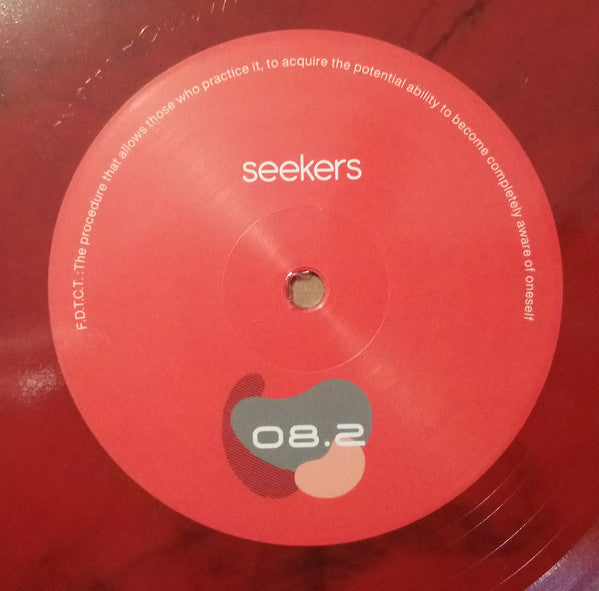 F.D.T.C.T. :The procedure that allows those who practice it, to acquire the potential ability to become completely aware of oneself
seekers
08.2